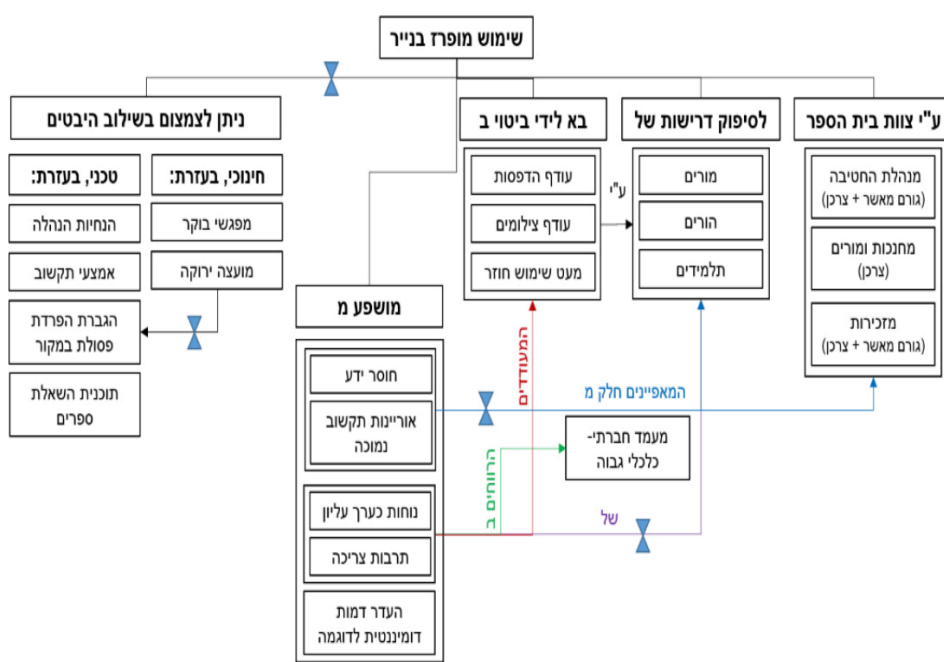 שימוש מופרז בנייר
ע"י צוות בית הספר
מנהלת החטיבה
(גורם מאשר + צרכן)
מחנכות ומורים
(צרכן)
מזכירות
(גורם מאשר + צרכן)
לסיפוק דרישות של
מורים
הורים
תלמידים
בא לידי ביטוי ב
עודף הדפסות
עודף צילומים
מעט שימוש חוזר
ע"י
מושפע מ
חוסר ידע
אוריינות תקשוב
נמוכה
נוחות כערך עליון
תרבות צריכה
העדר דמות
דומיננטית לדוגמה
המעודדים
הרווחים ב
המאפיינים חלק מ
של
מעמד חברתי-
כלכלי גבוה
ניתן לצמצום בשילוב היבטים
חינוכי, בעזרת:
מפגשי בוקר
מועצה ירוקה
טכני, בעזרת:
הנחיות הנהלה
אמצעי תקשוב
הגברת הפרדת
פסולת במקור
תוכנית השאלת
ספרים